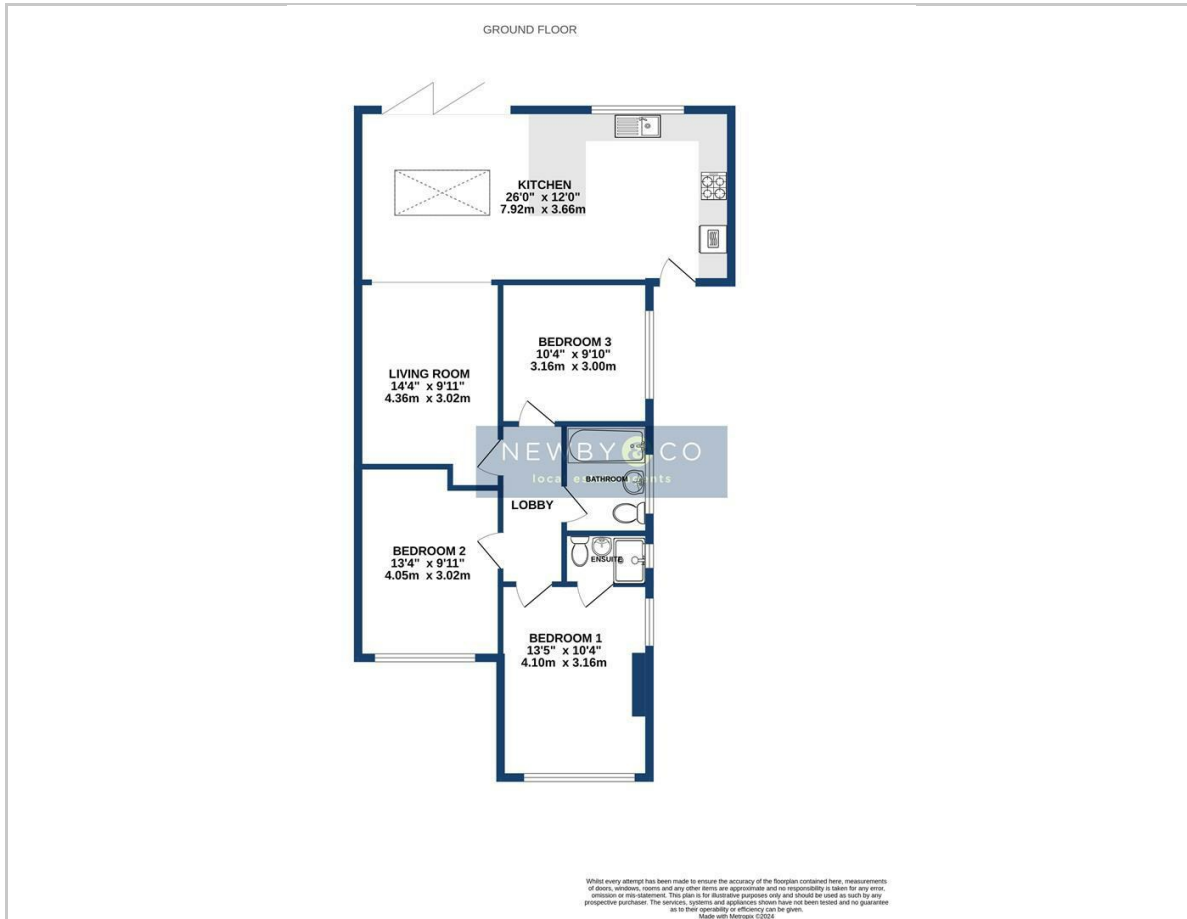 GROUND FLOOR
KITCHEN
26'0" x 12'0"
7.92m x 3.66m
BEDROOM 3
10'4" x 9'10"
3.16m x 3.00m
LIVING ROOM
14'4" x 9'11"
4.36m x 3.02m
NEWBY & CO
local es ents
BATHROOM
LOBBY
BEDROOM 2
13'4" x 9'11"
4.05m x 3.02m
ENSUITE
BEDROOM 1
13'5" x 10'4"
4.10m x 3.16m
Whilst every attempt has been made to ensure the accuracy of the floorplan contained here, measurements
of doors, windows, rooms and any other items are approximate and no responsibility is taken for any error,
omission or mis-statement. This plan is for illustrative purposes only and should be used as such by any
prospective purchaser. The services, systems and appliances shown have not been tested and no guarantee
as to their operability or efficiency can be given.
Made with Metropix ©2024